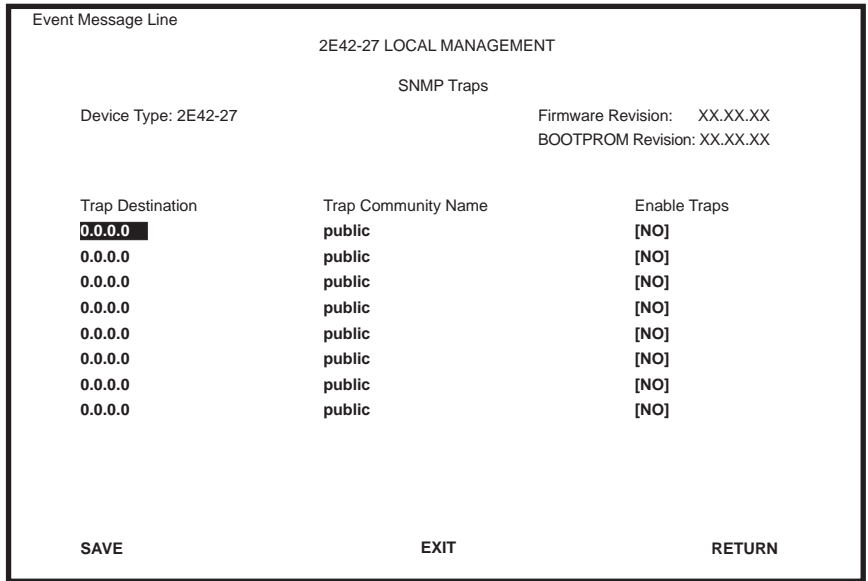 Event Message Line
2E42-27 LOCAL MANAGEMENT
SNMP Traps
Device Type: 2E42-27 Firmware Revision: XX.XX.XX
BOOTPROM Revision: XX.XX.XX
Trap Destination Trap Community Name Enable Traps
0.0.0.0 public [NO]
0.0.0.0 public [NO]
0.0.0.0 public [NO]
0.0.0.0 public [NO]
0.0.0.0 public [NO]
0.0.0.0 public [NO]
0.0.0.0 public [NO]
0.0.0.0 public [NO]
SAVE EXIT RETURN